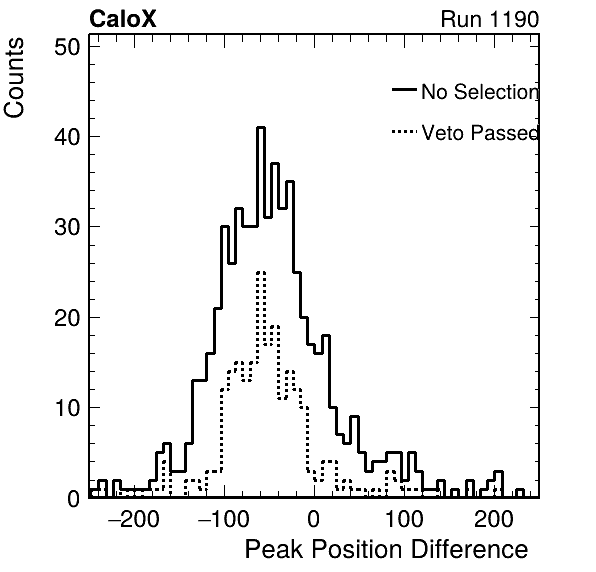 CaloX Run 1190
Counts
50
No Selection
Veto Passed
40
30
20
10
0
−200 −100 0 100 200
Peak Position Difference